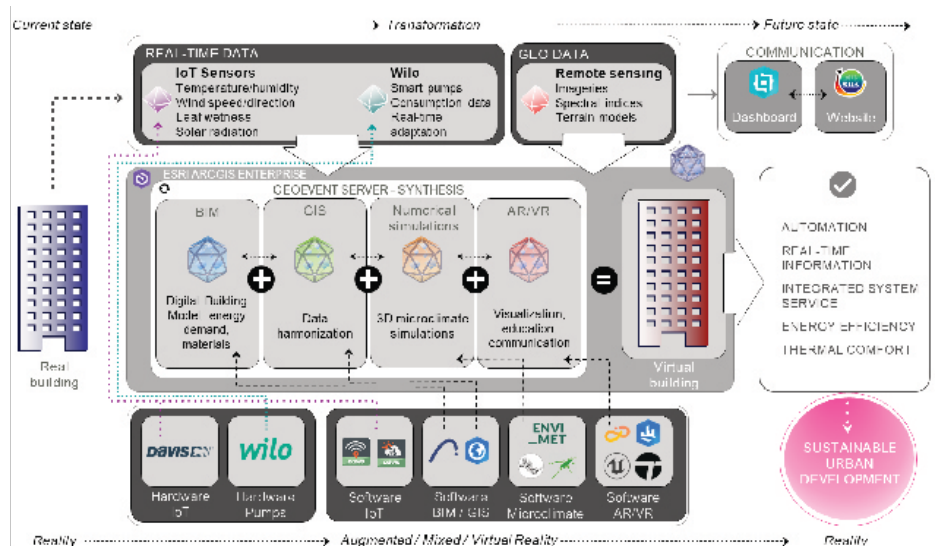 Current state
Transformation
Future state
REAL-TIME DATA
IoT Sensors
Temperature/humidity
Wind speed/direction
Leaf wetness
Solar radiation
Wilo
Smart pumps
Consumption data
Real-time
adaptation
GEO DATA
Remote sensing
Imageries
Spectral indices
Terrain models
COMMUNICATION
Dashboard
Website
ESRI ARCGIS ENTERPRISE
GEOEVENT SERVER - SYNTHESIS
BIM
Digital Building
Model, energy
demand,
materials
GIS
Data
harmonization
Numerical
simulations
3D microclimate
simulations
AR/VR
Visualization,
education
communication
Real
building
Virtual
building
AUTOMATION
REAL-TIME
INFORMATION
INTEGRATED SYSTEM
SERVICE
ENERGY EFFICIENCY
THERMAL COMFORT
DAVIS
Hardware
IoT
wilo
Hardware
Pumps
Software
IoT
Software
BIM / GIS
ENVI
_MET
Software
Microclimate
Software
AR/VR
SUSTAINABLE
URBAN
DEVELOPMENT
Reality
Augmented / Mixed / Virtual Reality
Reality